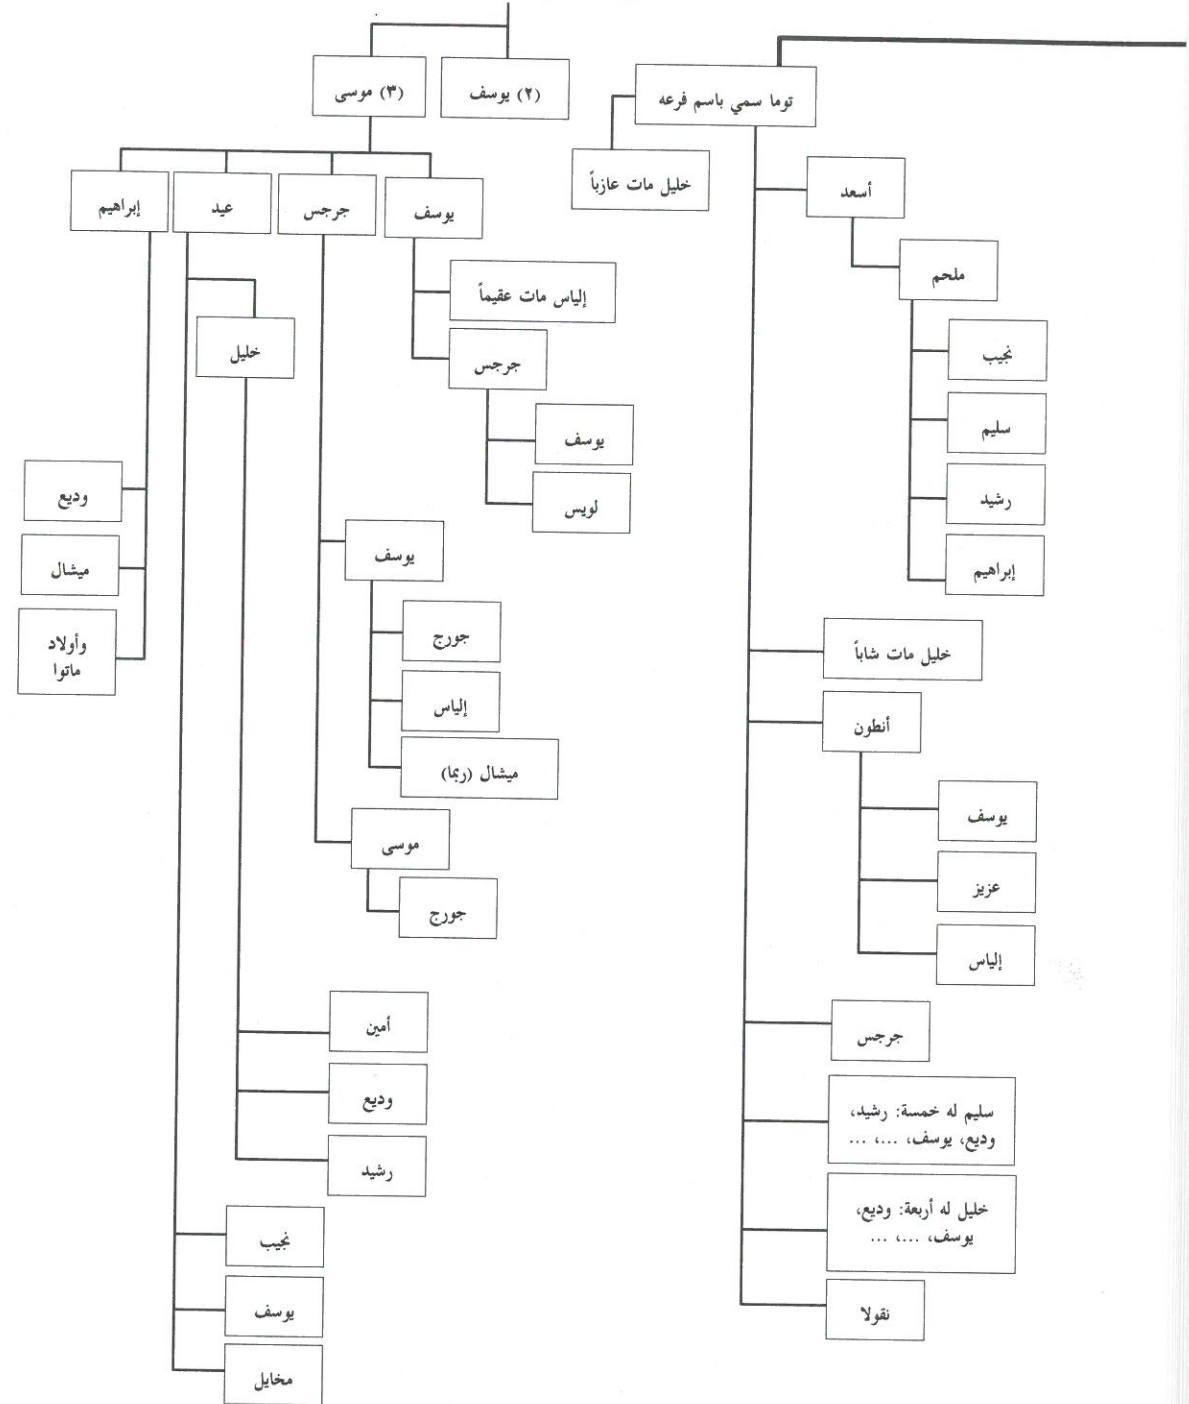 توما سمي باسم فرعه
خليل مات عازباً
أسعد
ملحم
نجيب
سليم
رشيد
إبراهيم
خليل مات شاباً
أنطون
يوسف
عزيز
إلياس
جرجس
سليم له خمسة: رشيد،
وديع، يوسف، ...، ...
خليل له أربعة: وديع،
يوسف، ...، ...
نقولا
(٢) يوسف
(٣) موسى
يوسف
إلياس مات عقيماً
جرجس
يوسف
لويس
جرجس
يوسف
جورج
إلياس
ميشال (ربما)
موسى
جورج
عيد
خليل
أمين
وديع
رشيد
نجيب
يوسف
مخايل
إبراهيم
وديع
ميشال
وأولاد
ماتوا